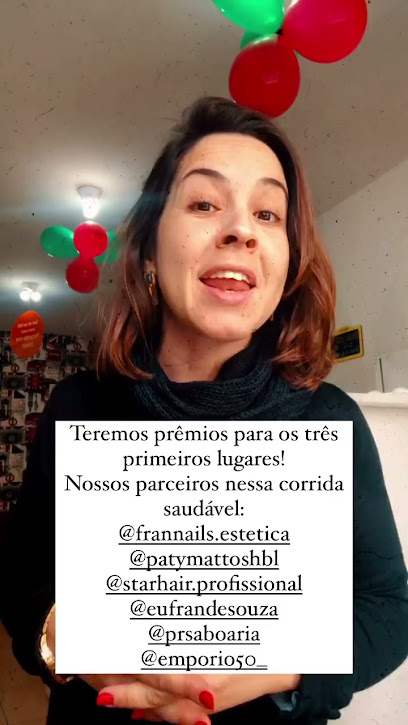 Teremos prêmios para os três
primeiros lugares!
Nossos parceiros nessa corrida
saudável:
@frannails.estetica
@patymattoshbl
@starhair.profissional
@eufrandesouza
@prsaboaria
@emporio50_